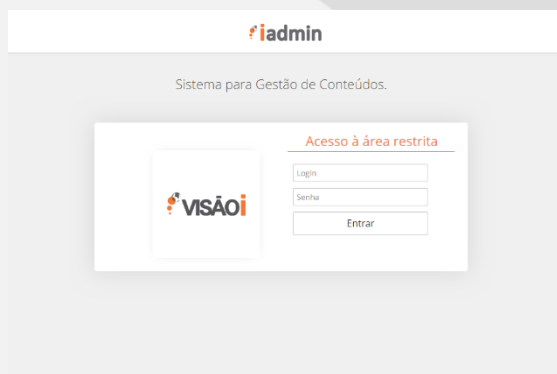 iadmin
Sistema para Gestão de Conteúdos.
Acesso à área restrita
Login
VISÃOi
Senha
Entrar